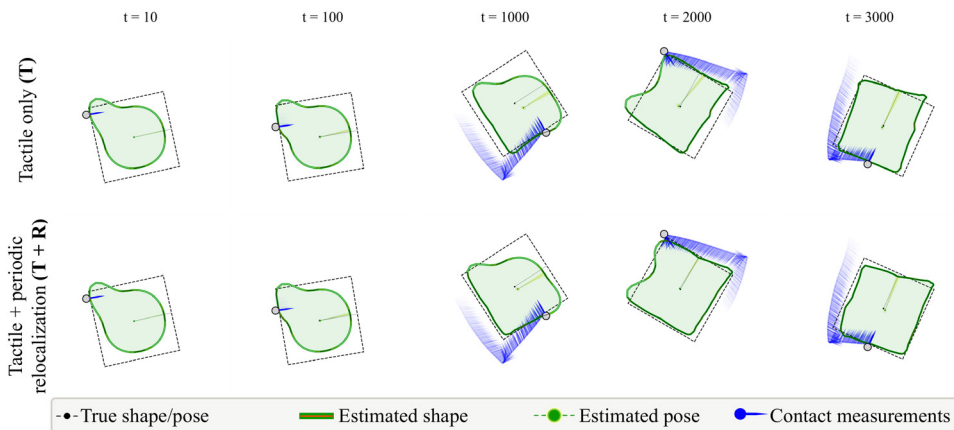 t = 10 t = 100 t = 1000 t = 2000 t = 3000
Tactile only (T)
Tactile + periodic
relocalization (T + R)
True shape/pose Estimated shape Estimated pose Contact measurements